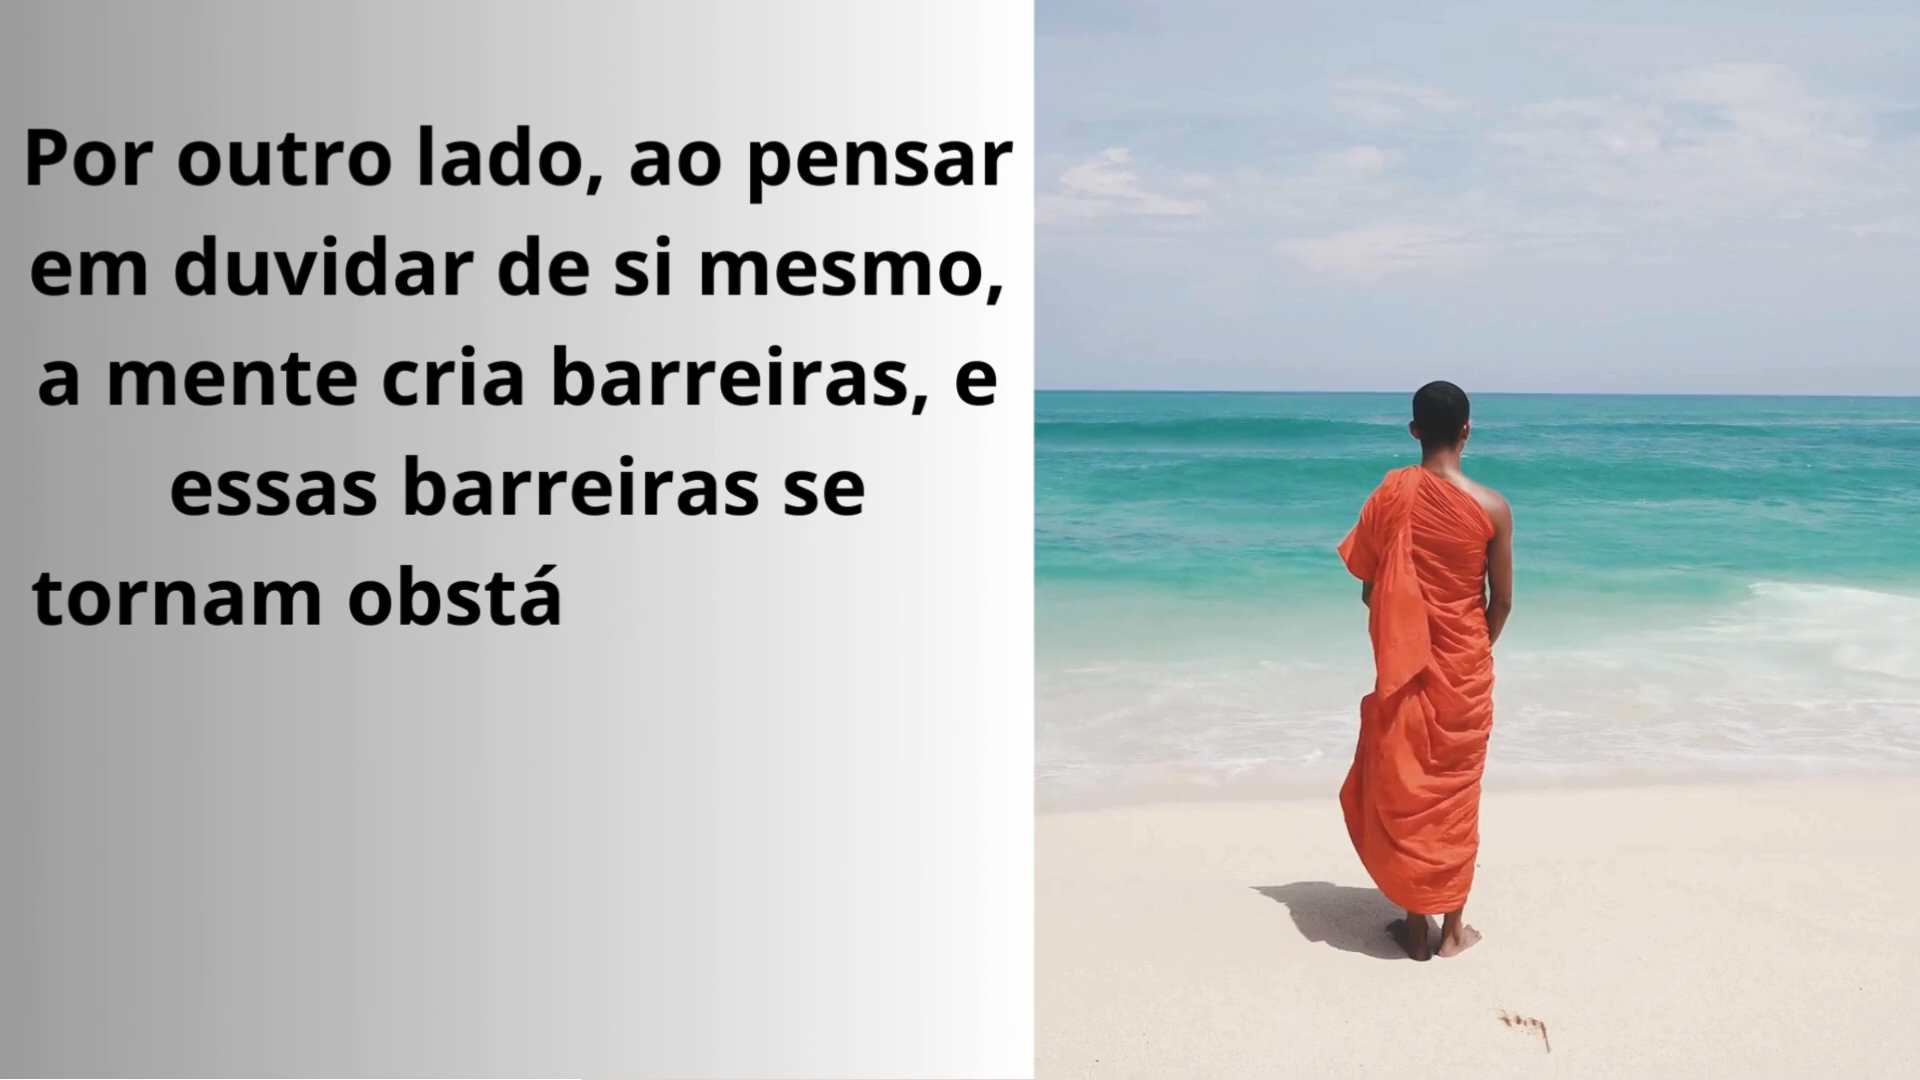 Por outro lado, ao pensar
em duvidar de si mesmo,
a mente cria barreiras, e
essas barreiras se
tornam obstá